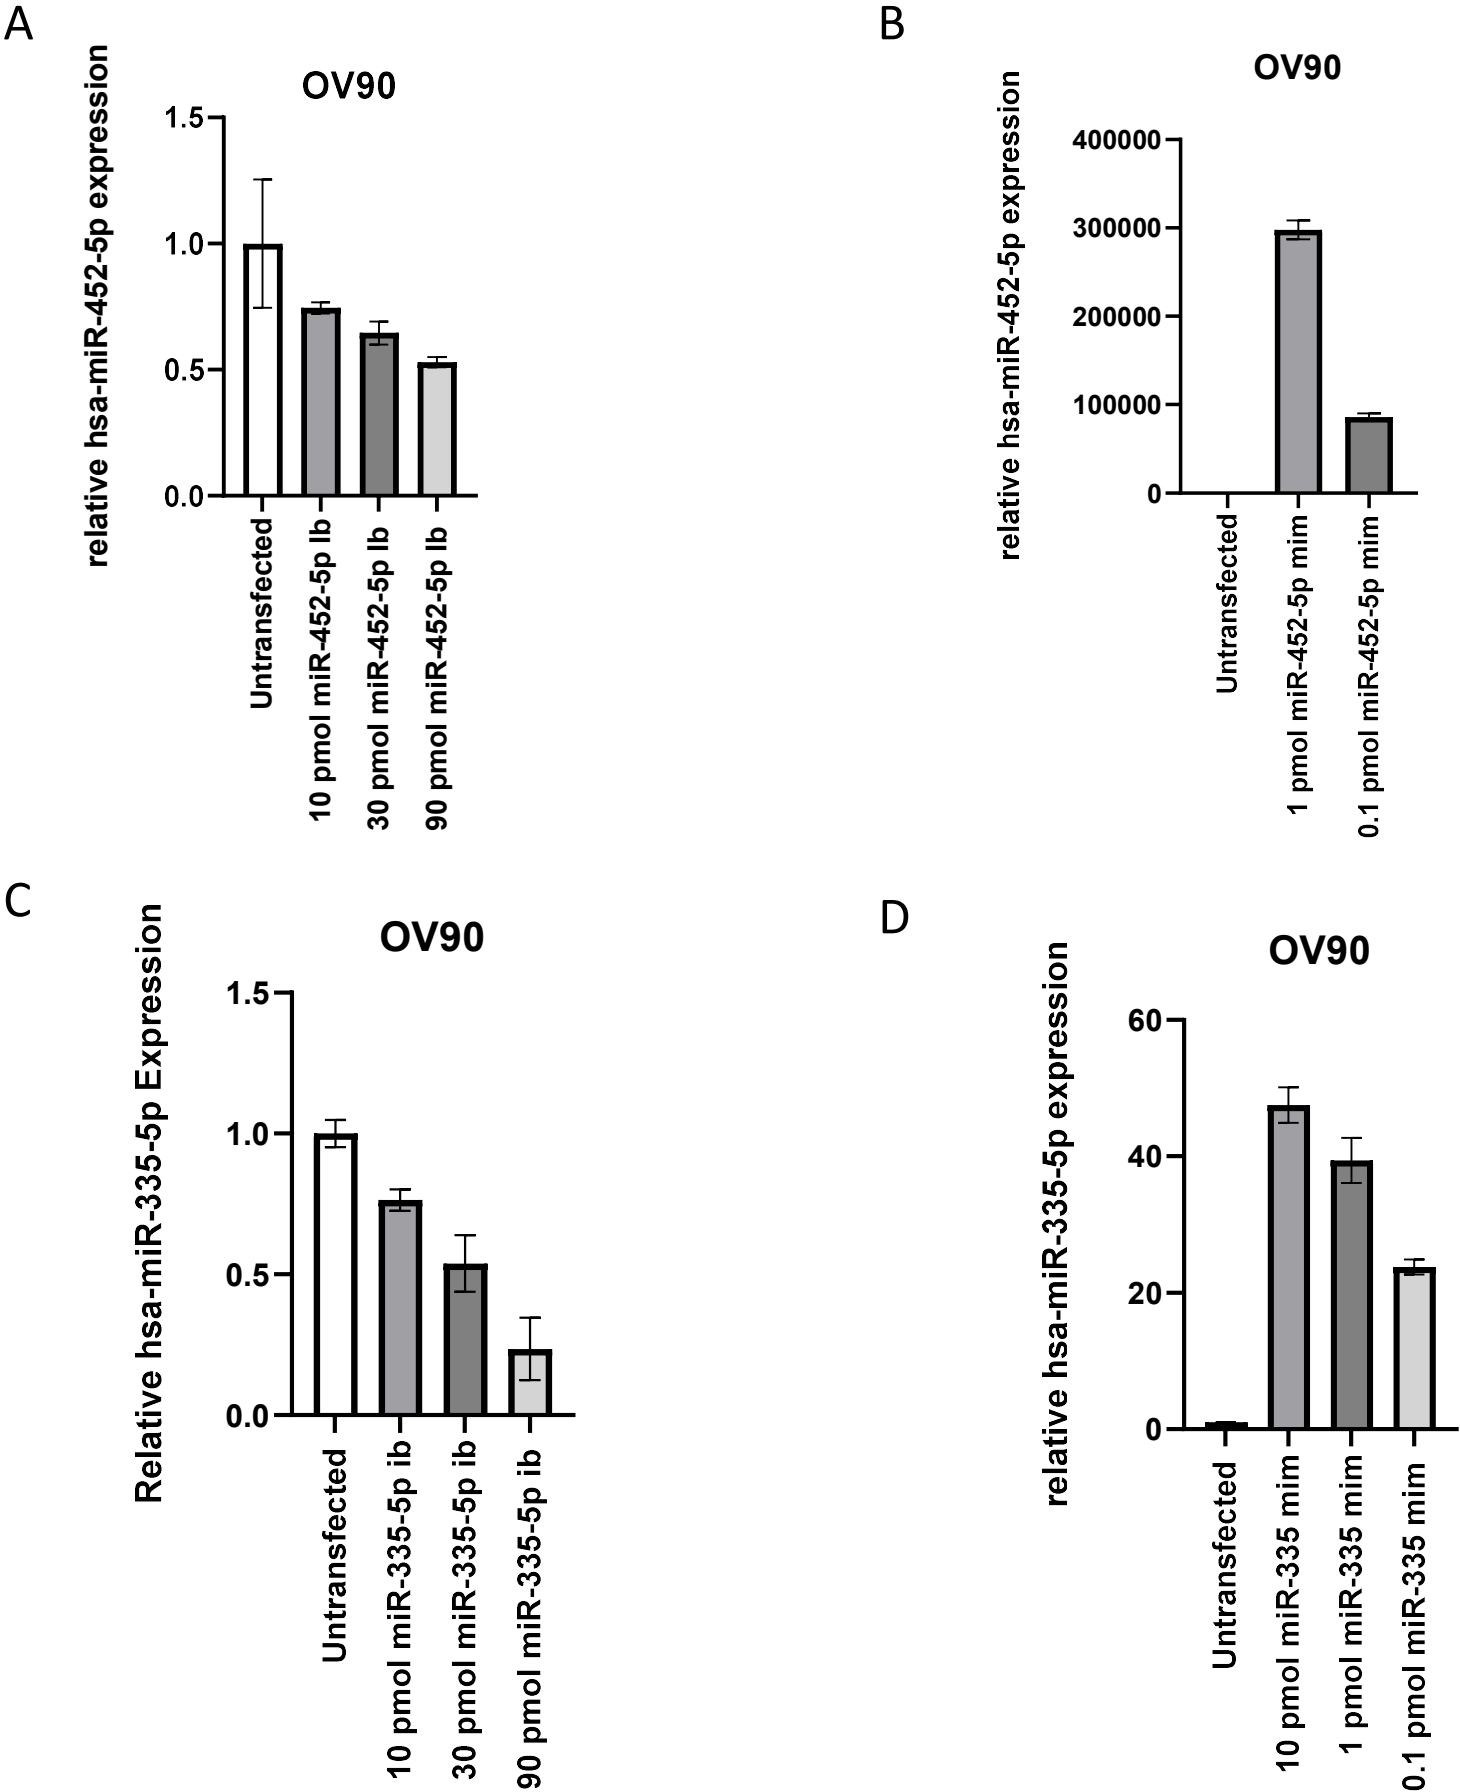 A
OV90
relative hsa-miR-452-5p expression
1.5
1.0
0.5
0.0
Untransfected
10 pmol miR-452-5p Ib
30 pmol miR-452-5p Ib
90 pmol miR-452-5p Ib
B
OV90
relative hsa-miR-452-5p expression
400000
300000
200000
100000
0
Untransfected
1 pmol miR-452-5p mim
0.1 pmol miR-452-5p mim
C
OV90
Relative hsa-miR-335-5p Expression
1.5
1.0
0.5
0.0
Untransfected
10 pmol miR-335-5p ib
30 pmol miR-335-5p ib
90 pmol miR-335-5p ib
D
OV90
relative hsa-miR-335-5p expression
60
40
20
0
Untransfected
10 pmol miR-335 mim
1 pmol miR-335 mim
0.1 pmol miR-335 mim